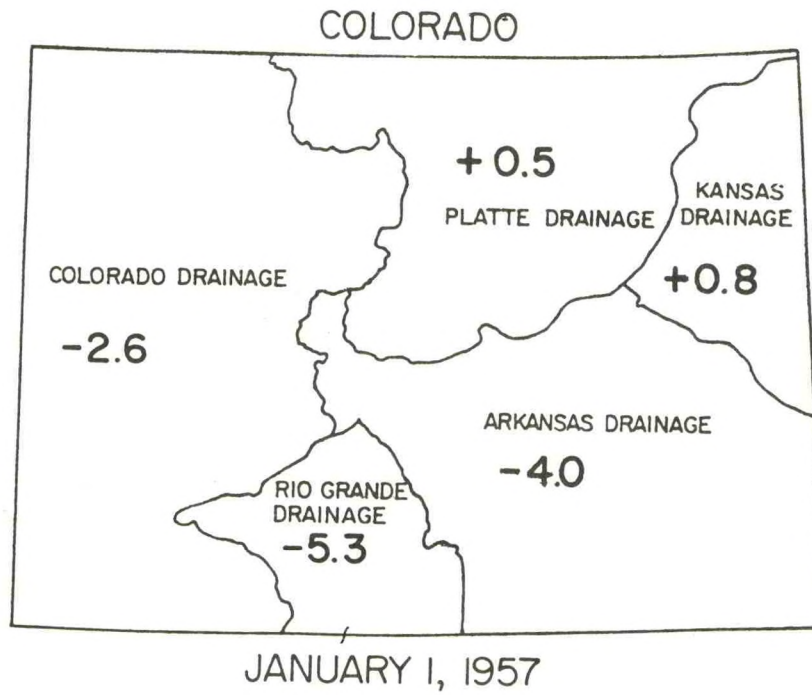 COLORADO
+0.5
PLATTE DRAINAGE
KANSAS
DRAINAGE
+0.8
COLORADO DRAINAGE
-2.6
ARKANSAS DRAINAGE
-4.0
RIO GRANDE
DRAINAGE
-5.3
JANUARY 1, 1957